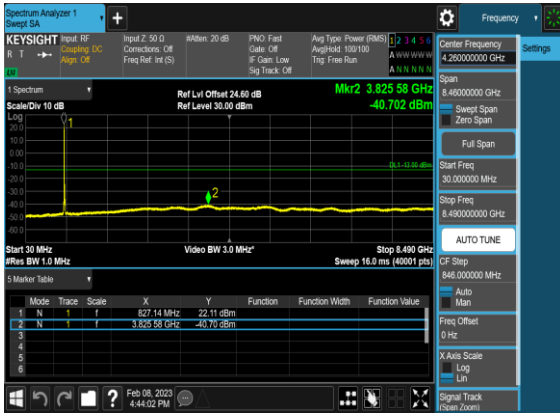 Spectrum Analyzer 1
Swept SA
+
Frequency
KEYSIGHT Input: RF Input Z: 50 Ω #Atten: 20 dB PNO: Fast Avg Type: Power (RMS) 1 2 3 4 5 6
R T Coupling: DC Corrections: Off Gate: Off Avg|Hold: 100/100 A W W W W W
Align: Off Freq Ref: Int (S) IF Gain: Low Trig: Free Run
Sig Track: Off A N N N N N
1 Spectrum Ref Lvl Offset 24.60 dB Mkr2 3.825 58 GHz
Scale/Div 10 dB Ref Level 30.00 dBm -40.702 dBm
Log
20.0
10.0
0.00
-10.0
-20.0
-30.0
-40.0
-50.0
-60.0
1
2
DL1 -13.00 dBm
Start 30 MHz Video BW 3.0 MHz* Stop 8.490 GHz
#Res BW 1.0 MHz Sweep 16.0 ms (40001 pts)
5 Marker Table
Mode Trace Scale X Y Function Function Width Function Value
1 N 1 f 827.14 MHz 22.11 dBm
2 N 1 f 3.825 58 GHz -40.70 dBm
3
4
5
6
Feb 08, 2023
4:44:02 PM
?
Center Frequency
4.260000000 GHz
Span
8.46000000 GHz
Swept Span
Zero Span
Full Span
Start Freq
30.000000 MHz
Stop Freq
8.490000000 GHz
AUTO TUNE
CF Step
846.000000 MHz
Auto
Man
Freq Offset
0 Hz
X Axis Scale
Log
Lin
Signal Track
(Span Zoom)
Settings